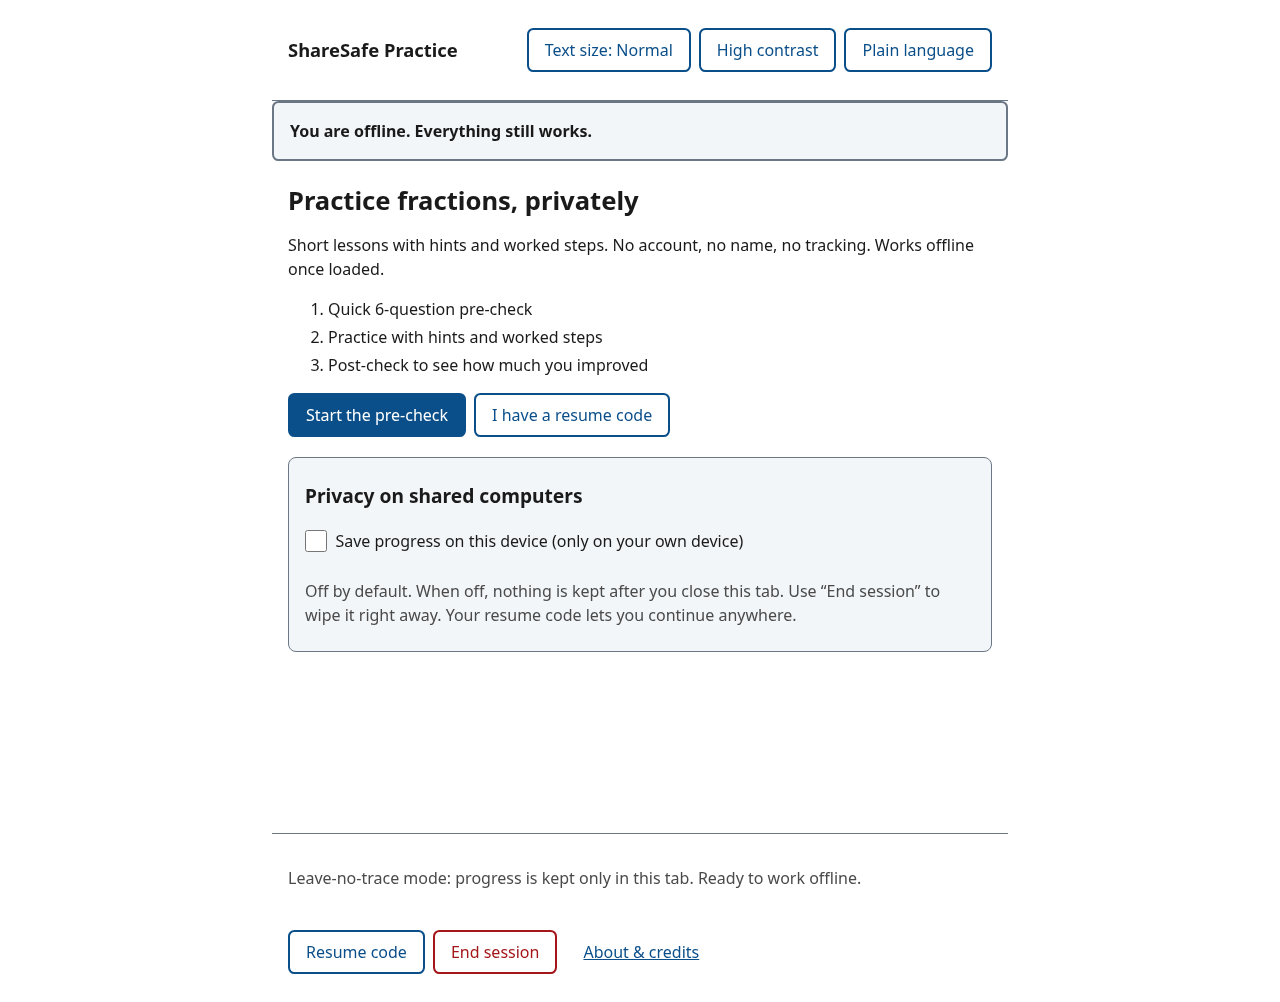 ShareSafe Practice
Text size: Normal
High contrast
Plain language
You are offline. Everything still works.
Practice fractions, privately
Short lessons with hints and worked steps. No account, no name, no tracking. Works offline
once loaded.
1. Quick 6-question pre-check
2. Practice with hints and worked steps
3. Post-check to see how much you improved
Start the pre-check
I have a resume code
Privacy on shared computers
Save progress on this device (only on your own device)
Off by default. When off, nothing is kept after you close this tab. Use “End session” to
wipe it right away. Your resume code lets you continue anywhere.
Leave-no-trace mode: progress is kept only in this tab. Ready to work offline.
Resume code
End session
About & credits